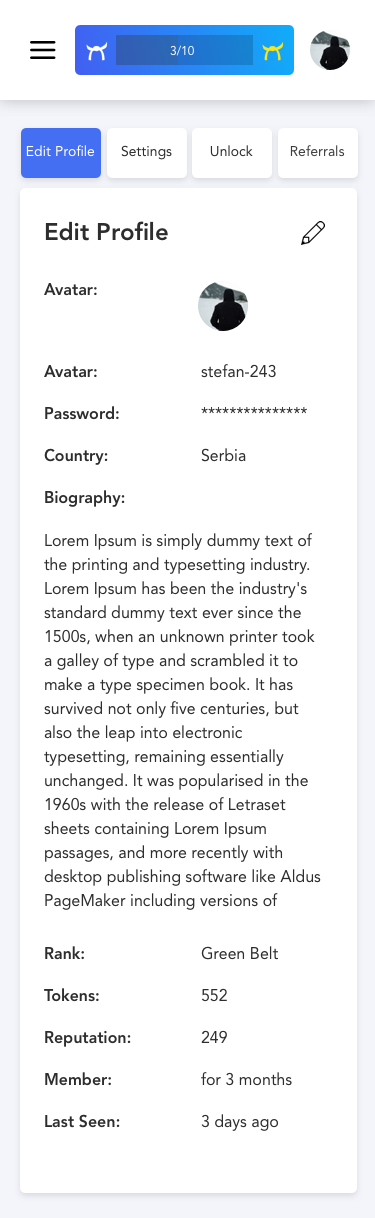 3/10
Edit Profile Settings Unlock Referrals
Edit Profile
Avatar:
Avatar: stefan-243
Password: ***************
Country: Serbia
Biography:
Lorem Ipsum is simply dummy text of
the printing and typesetting industry.
Lorem Ipsum has been the industry's
standard dummy text ever since the
1500s, when an unknown printer took
a galley of type and scrambled it to
make a type specimen book. It has
survived not only five centuries, but
also the leap into electronic
typesetting, remaining essentially
unchanged. It was popularised in the
1960s with the release of Letraset
sheets containing Lorem Ipsum
passages, and more recently with
desktop publishing software like Aldus
PageMaker including versions of
Rank: Green Belt
Tokens: 552
Reputation: 249
Member: for 3 months
Last Seen: 3 days ago